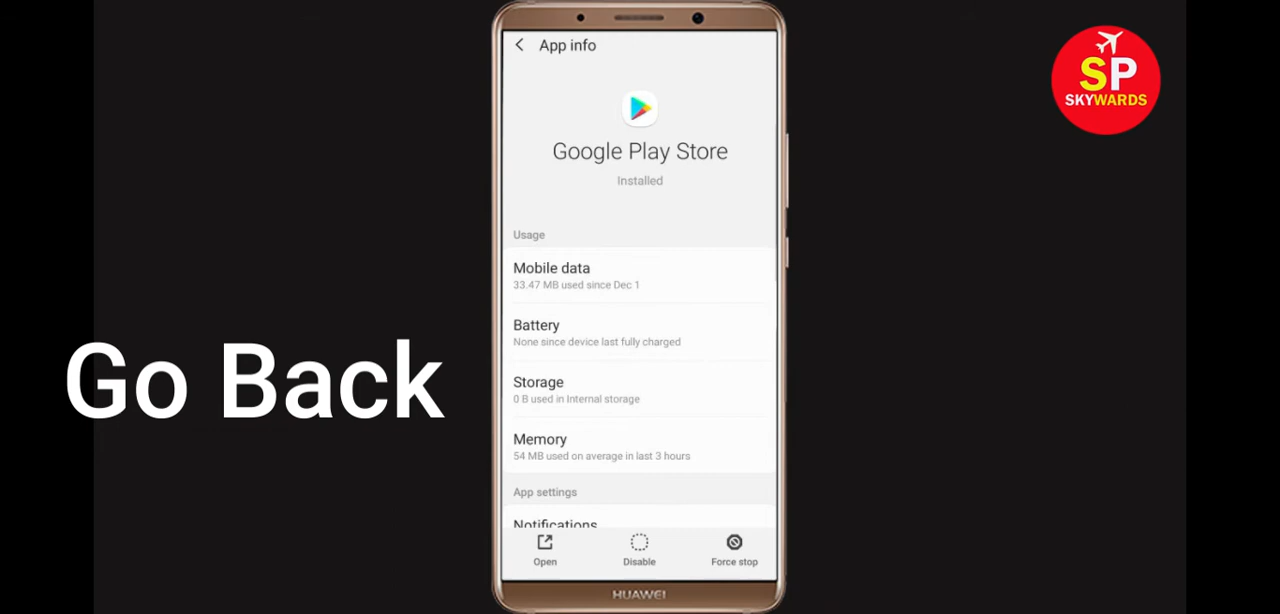 App info
SP
SKYWARDS
Google Play Store
Installed
Usage
Mobile data
33.47 MB used since Dec 1
Battery
None since device last fully charged
Go Back
Storage
0 B used in Internal storage
Memory
54 MB used on average in last 3 hours
App settings
Notifications
Open
Disable
Force stop
HUAWEI